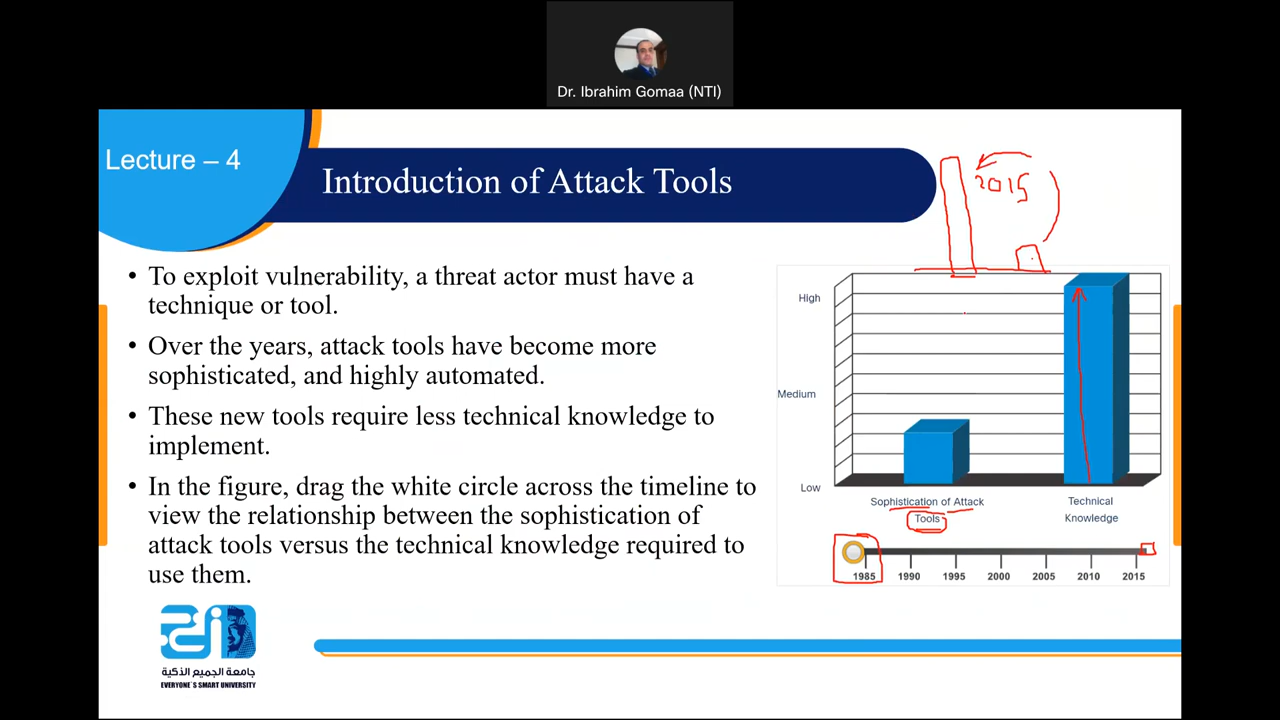 Dr. Ibrahim Gomaa (NTI)
Lecture – 4
Introduction of Attack Tools
2015
• To exploit vulnerability, a threat actor must have a
technique or tool.
• Over the years, attack tools have become more
sophisticated, and highly automated.
• These new tools require less technical knowledge to
implement.
• In the figure, drag the white circle across the timeline to
view the relationship between the sophistication of
attack tools versus the technical knowledge required to
use them.
High
Medium
Low
Sophistication of Attack
Tools
Technical
Knowledge
1985 1990 1995 2000 2005 2010 2015
جامعة الجميع الذكية
EVERYONE`S SMART UNIVERSITY